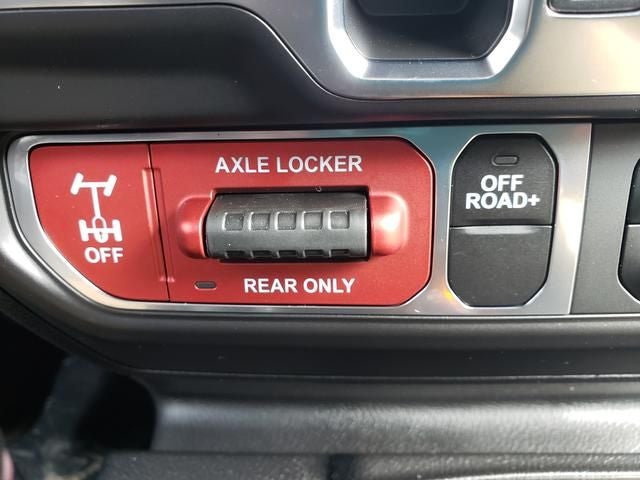 AXLE LOCKER
OFF
REAR ONLY
OFF
ROAD+